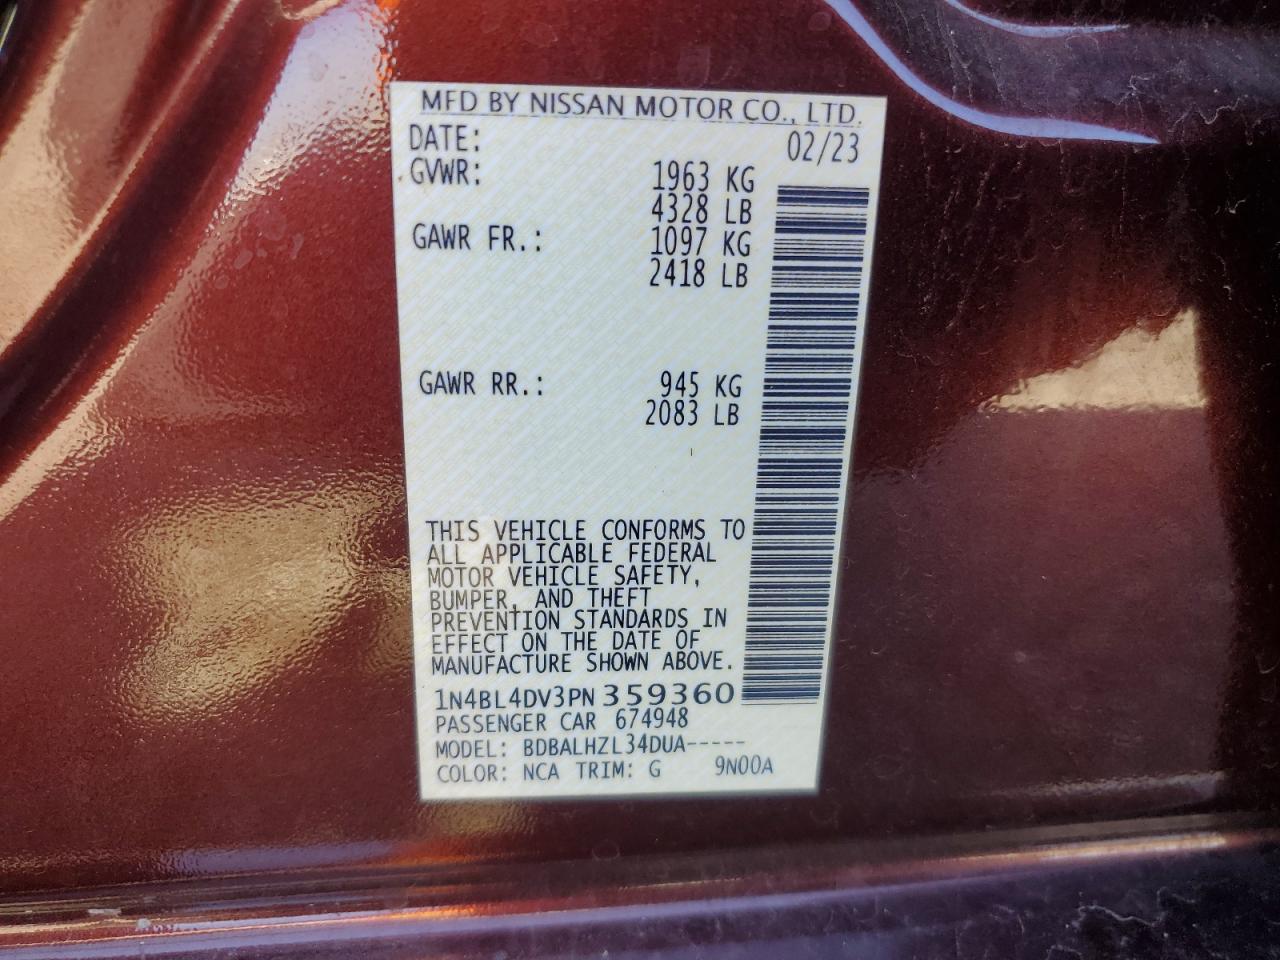 MFD BY NISSAN MOTOR CO., LTD.
DATE: 02/23
GVWR: 1963 KG
4328 LB
GAWR FR.: 1097 KG
2418 LB
GAWR RR.: 945 KG
2083 LB
THIS VEHICLE CONFORMS TO
ALL APPLICABLE FEDERAL
MOTOR VEHICLE SAFETY,
BUMPER, AND THEFT
PREVENTION STANDARDS IN
EFFECT ON THE DATE OF
MANUFACTURE SHOWN ABOVE.
1N4BL4DV3PN359360
PASSENGER CAR 674948
MODEL: BDBALHZL34DUA-----
COLOR: NCA TRIM: G 9N00A